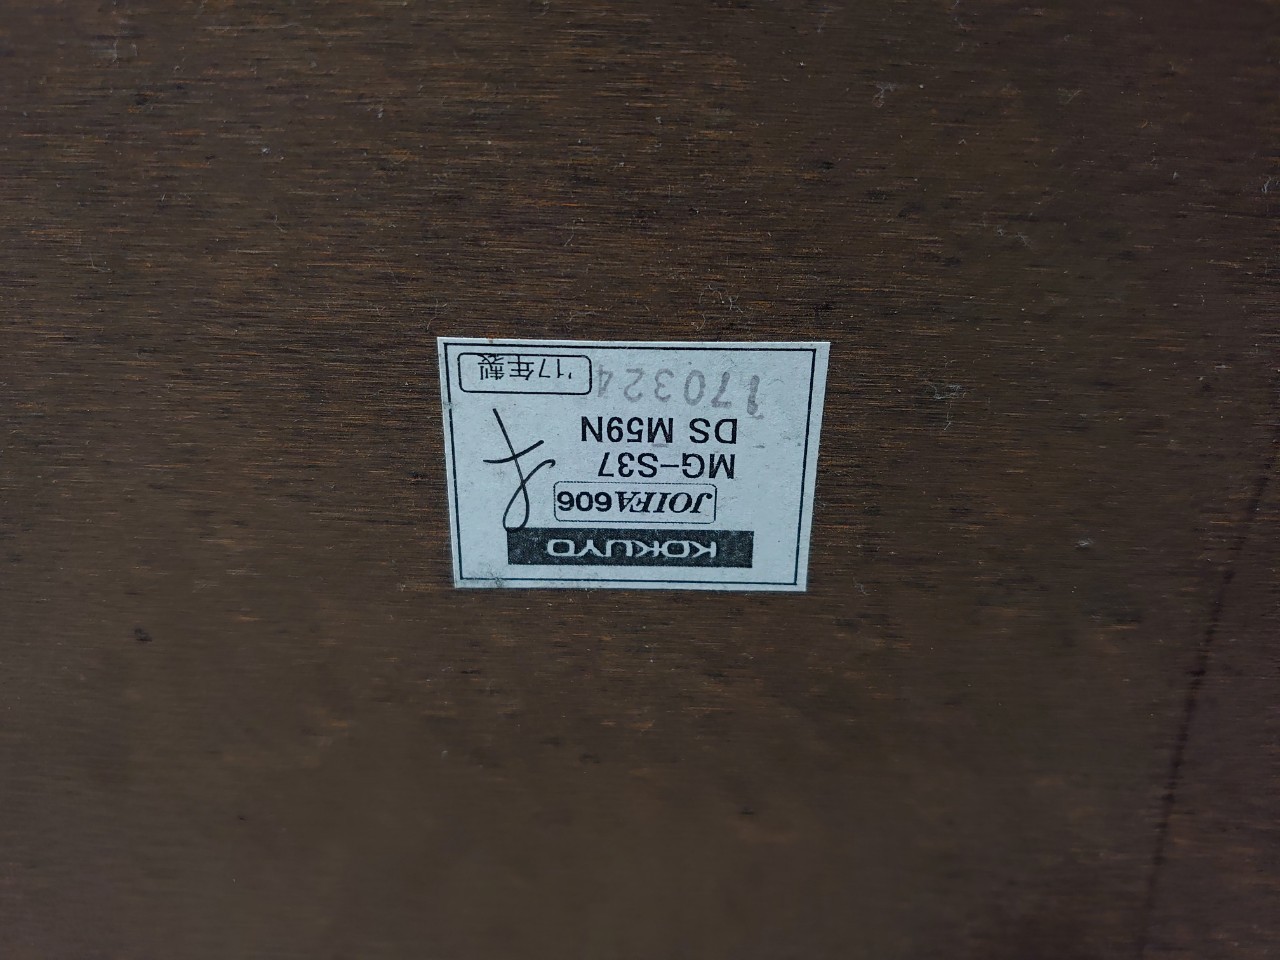 KOKUYO
JOIFA606
MG-S37
DS M59N
170324
'17年製